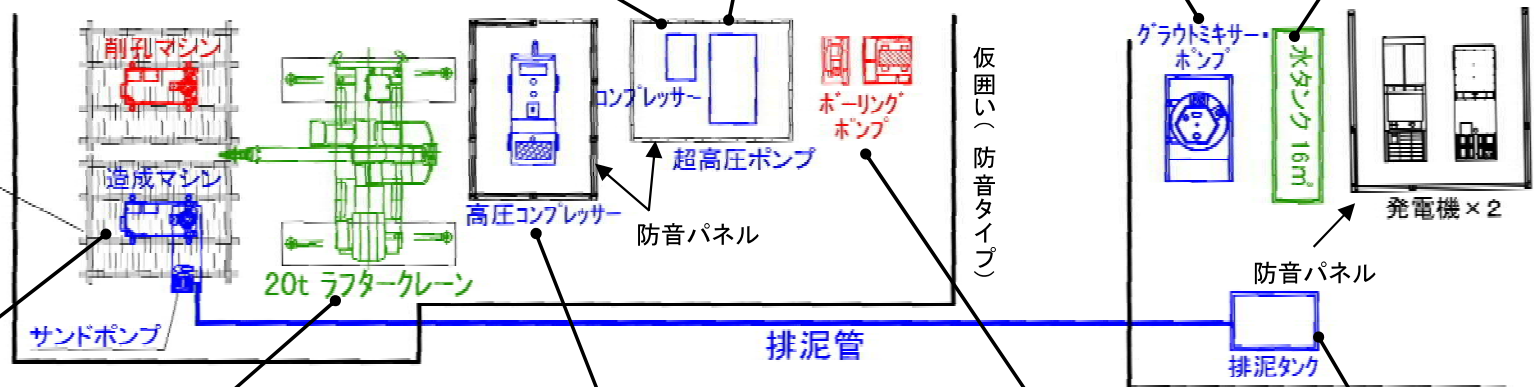 削孔マシン
造成マシン
サンドポンプ
20t ラフタークレーン
高圧コンプレッサー
コンプレッサー
超高圧ポンプ
防音パネル
ボーリング
ポンプ
仮囲い（防音タイプ）
排泥管
グラウトミキサー・
ポンプ
水タンク 16㎥
発電機×2
防音パネル
排泥タンク